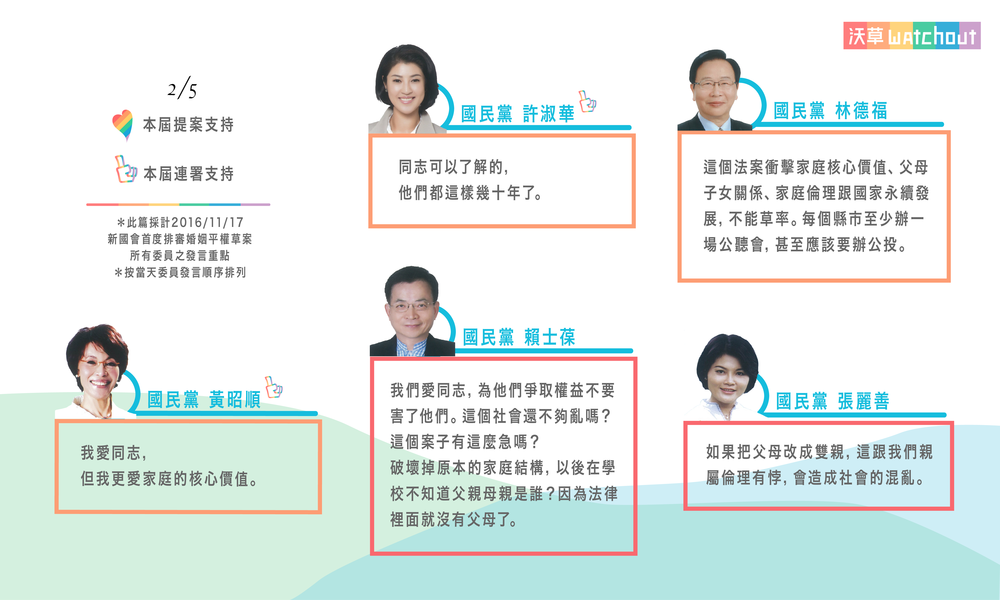 沃草 watchout
2/5
本屆提案支持
本屆連署支持
＊此篇採計2016/11/17
新國會首度排審婚姻平權草案
所有委員之發言重點
＊按當天委員發言順序排列
國民黨 許淑華
同志可以了解的,
他們都這樣幾十年了。
國民黨 林德福
這個法案衝擊家庭核心價值、父母
子女關係、家庭倫理跟國家永續發
展, 不能草率。每個縣市至少辦一
場公聽會, 甚至應該要辦公投。
國民黨 黃昭順
我愛同志,
但我更愛家庭的核心價值。
國民黨 賴士葆
我們愛同志, 為他們爭取權益不要
害了他們。這個社會還不夠亂嗎？
這個案子有這麼急嗎？
破壞掉原本的家庭結構, 以後在學
校不知道父親母親是誰？因為法律
裡面就沒有父母了。
國民黨 張麗善
如果把父母改成雙親, 這跟我們親
屬倫理有悖, 會造成社會的混亂。